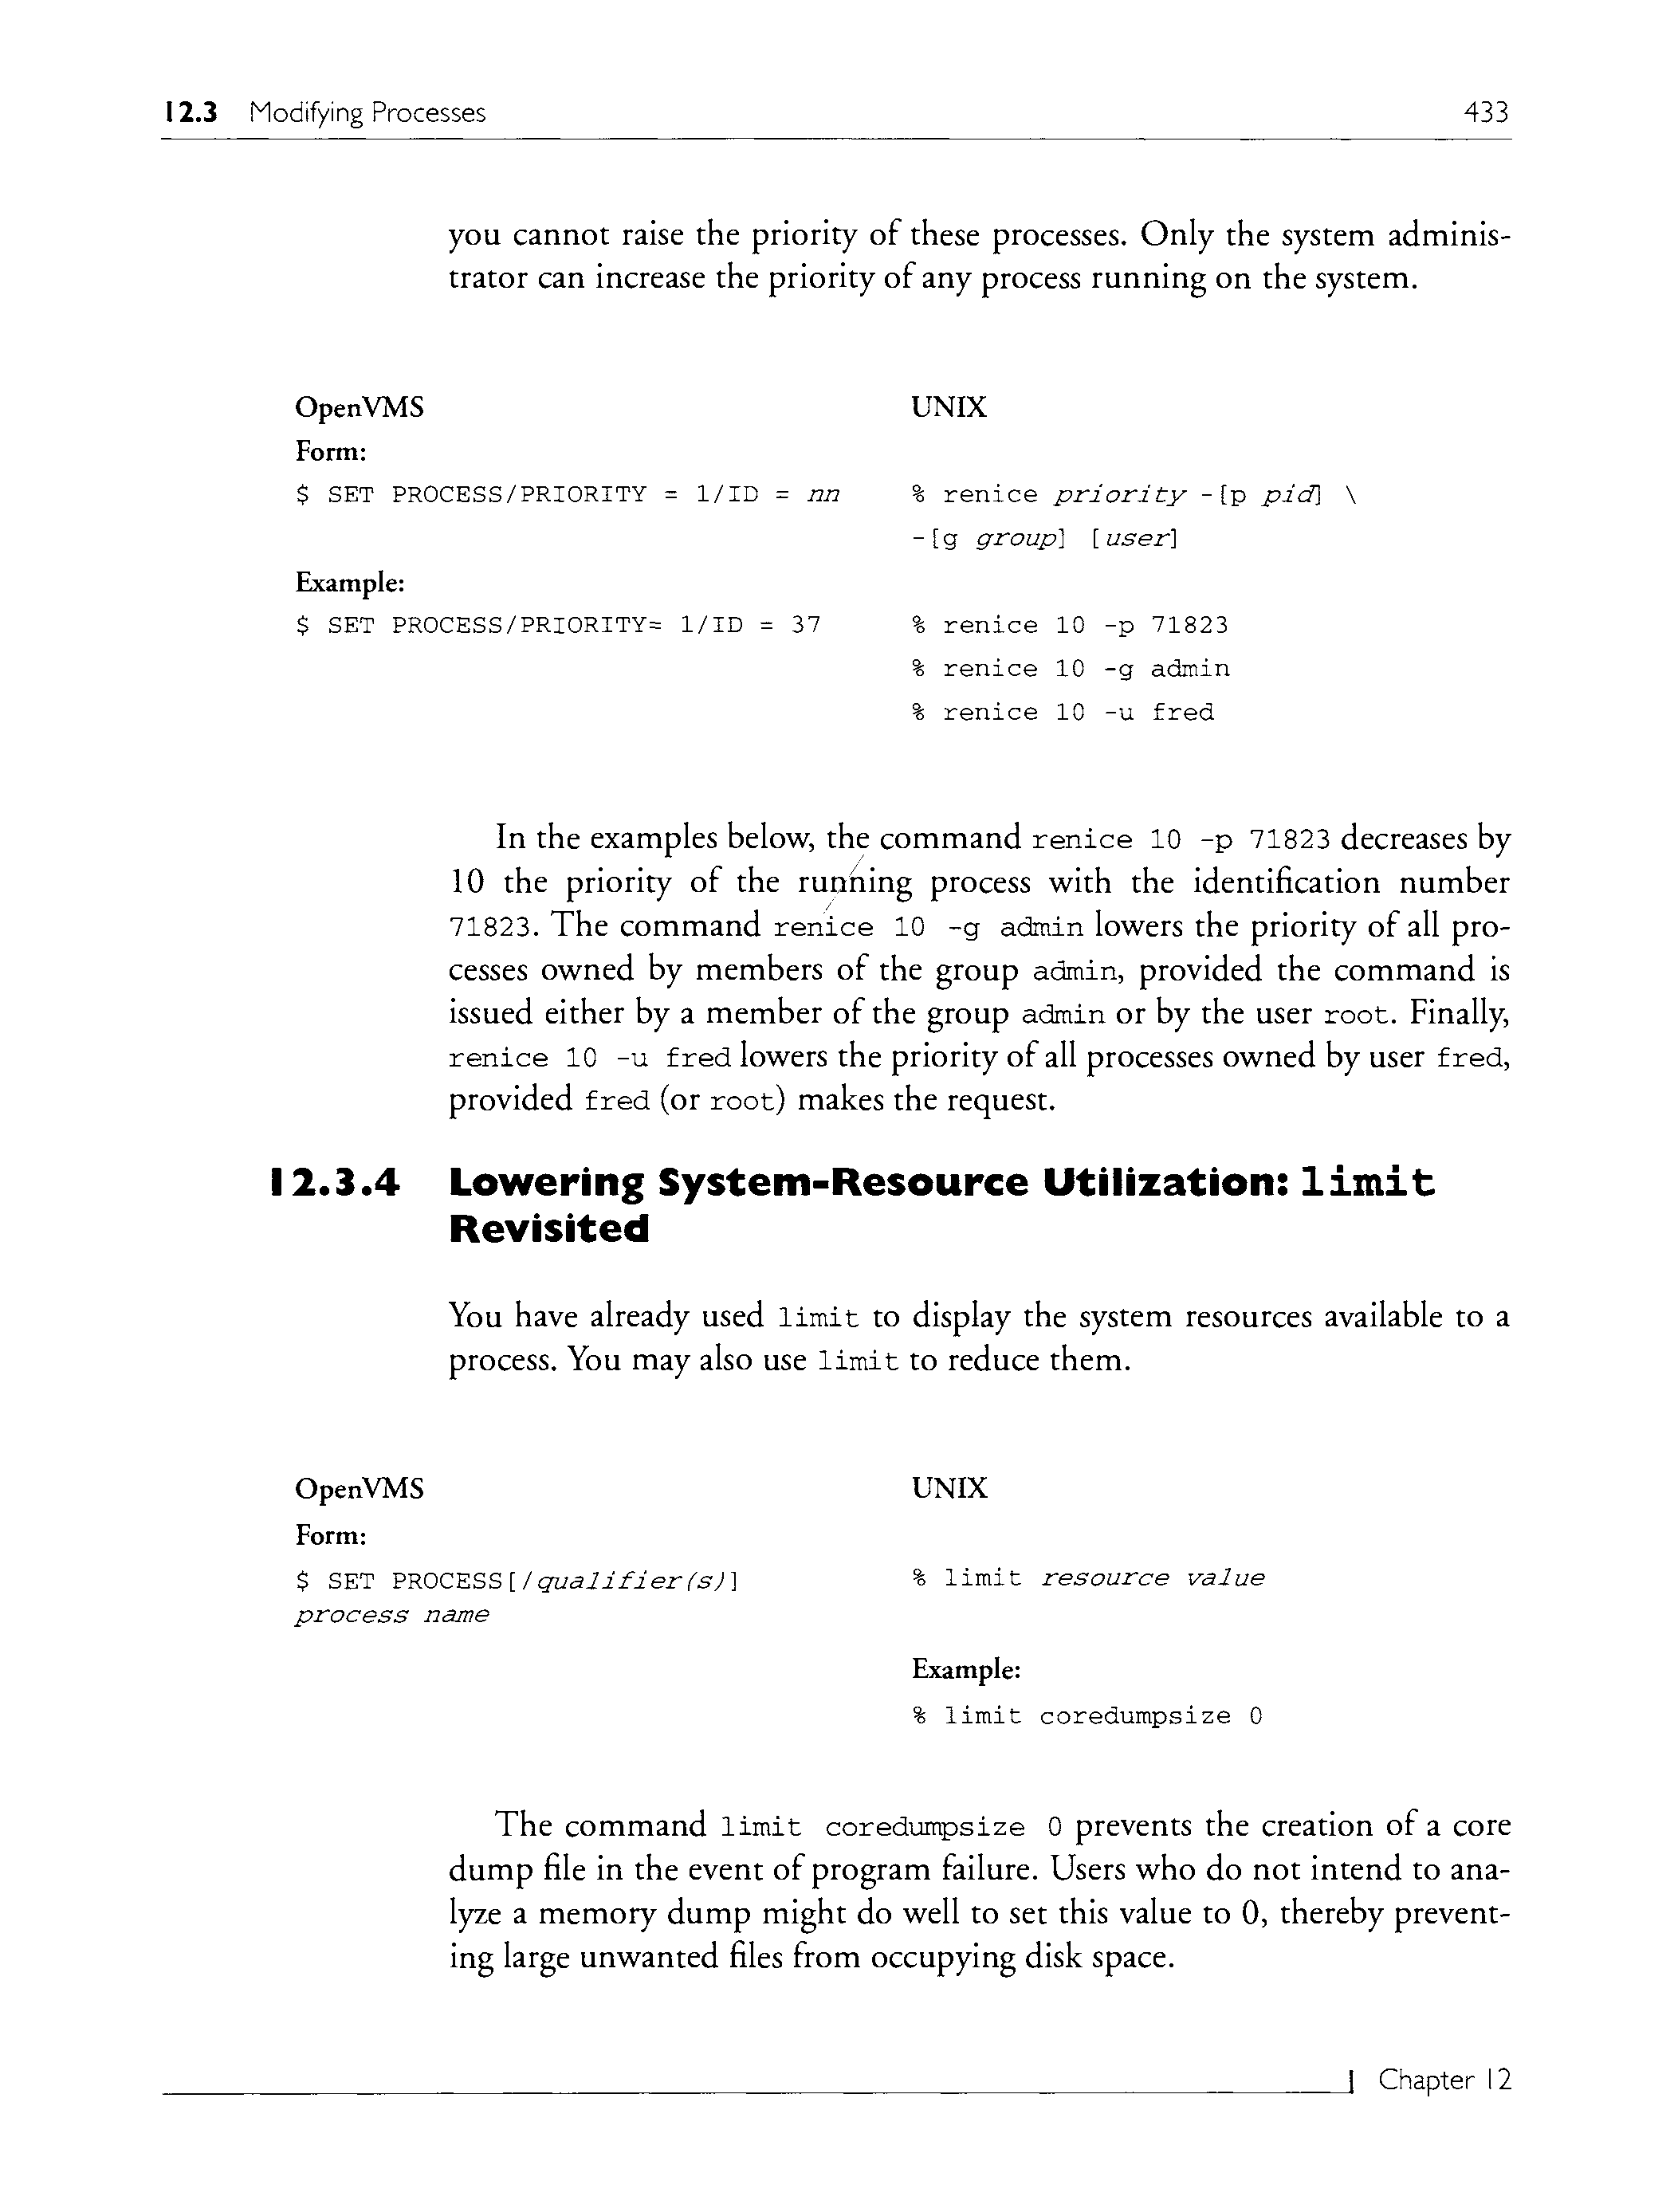 12.3 Modifying Processes 433
you cannot raise the priority of these processes. Only the system adminis-
trator can increase the priority of any process running on the system.
OpenVMS UNIX
Form:
$ SET PROCESS/PRIORITY = 1/ID = nn % renice priority -[p pid] \
-[g group] [user]
Example:
$ SET PROCESS/PRIORITY= 1/ID = 37 % renice 10 -p 71823
% renice 10 -g admin
% renice 10 -u fred
In the examples below, the command renice 10 -p 71823 decreases by
10 the priority of the running process with the identification number
71823. The command renice 10 -g admin lowers the priority of all pro-
cesses owned by members of the group admin, provided the command is
issued either by a member of the group admin or by the user root. Finally,
renice 10 -u fred lowers the priority of all processes owned by user fred,
provided fred (or root) makes the request.
12.3.4 Lowering System-Resource Utilization: limit
Revisited
You have already used limit to display the system resources available to a
process. You may also use limit to reduce them.
OpenVMS UNIX
Form:
$ SET PROCESS[/qualifier(s)] % limit resource value
process name
Example:
% limit coredumpsize 0
The command limit coredumpsize 0 prevents the creation of a core
dump file in the event of program failure. Users who do not intend to ana-
lyze a memory dump might do well to set this value to 0, thereby prevent-
ing large unwanted files from occupying disk space.
Chapter 12